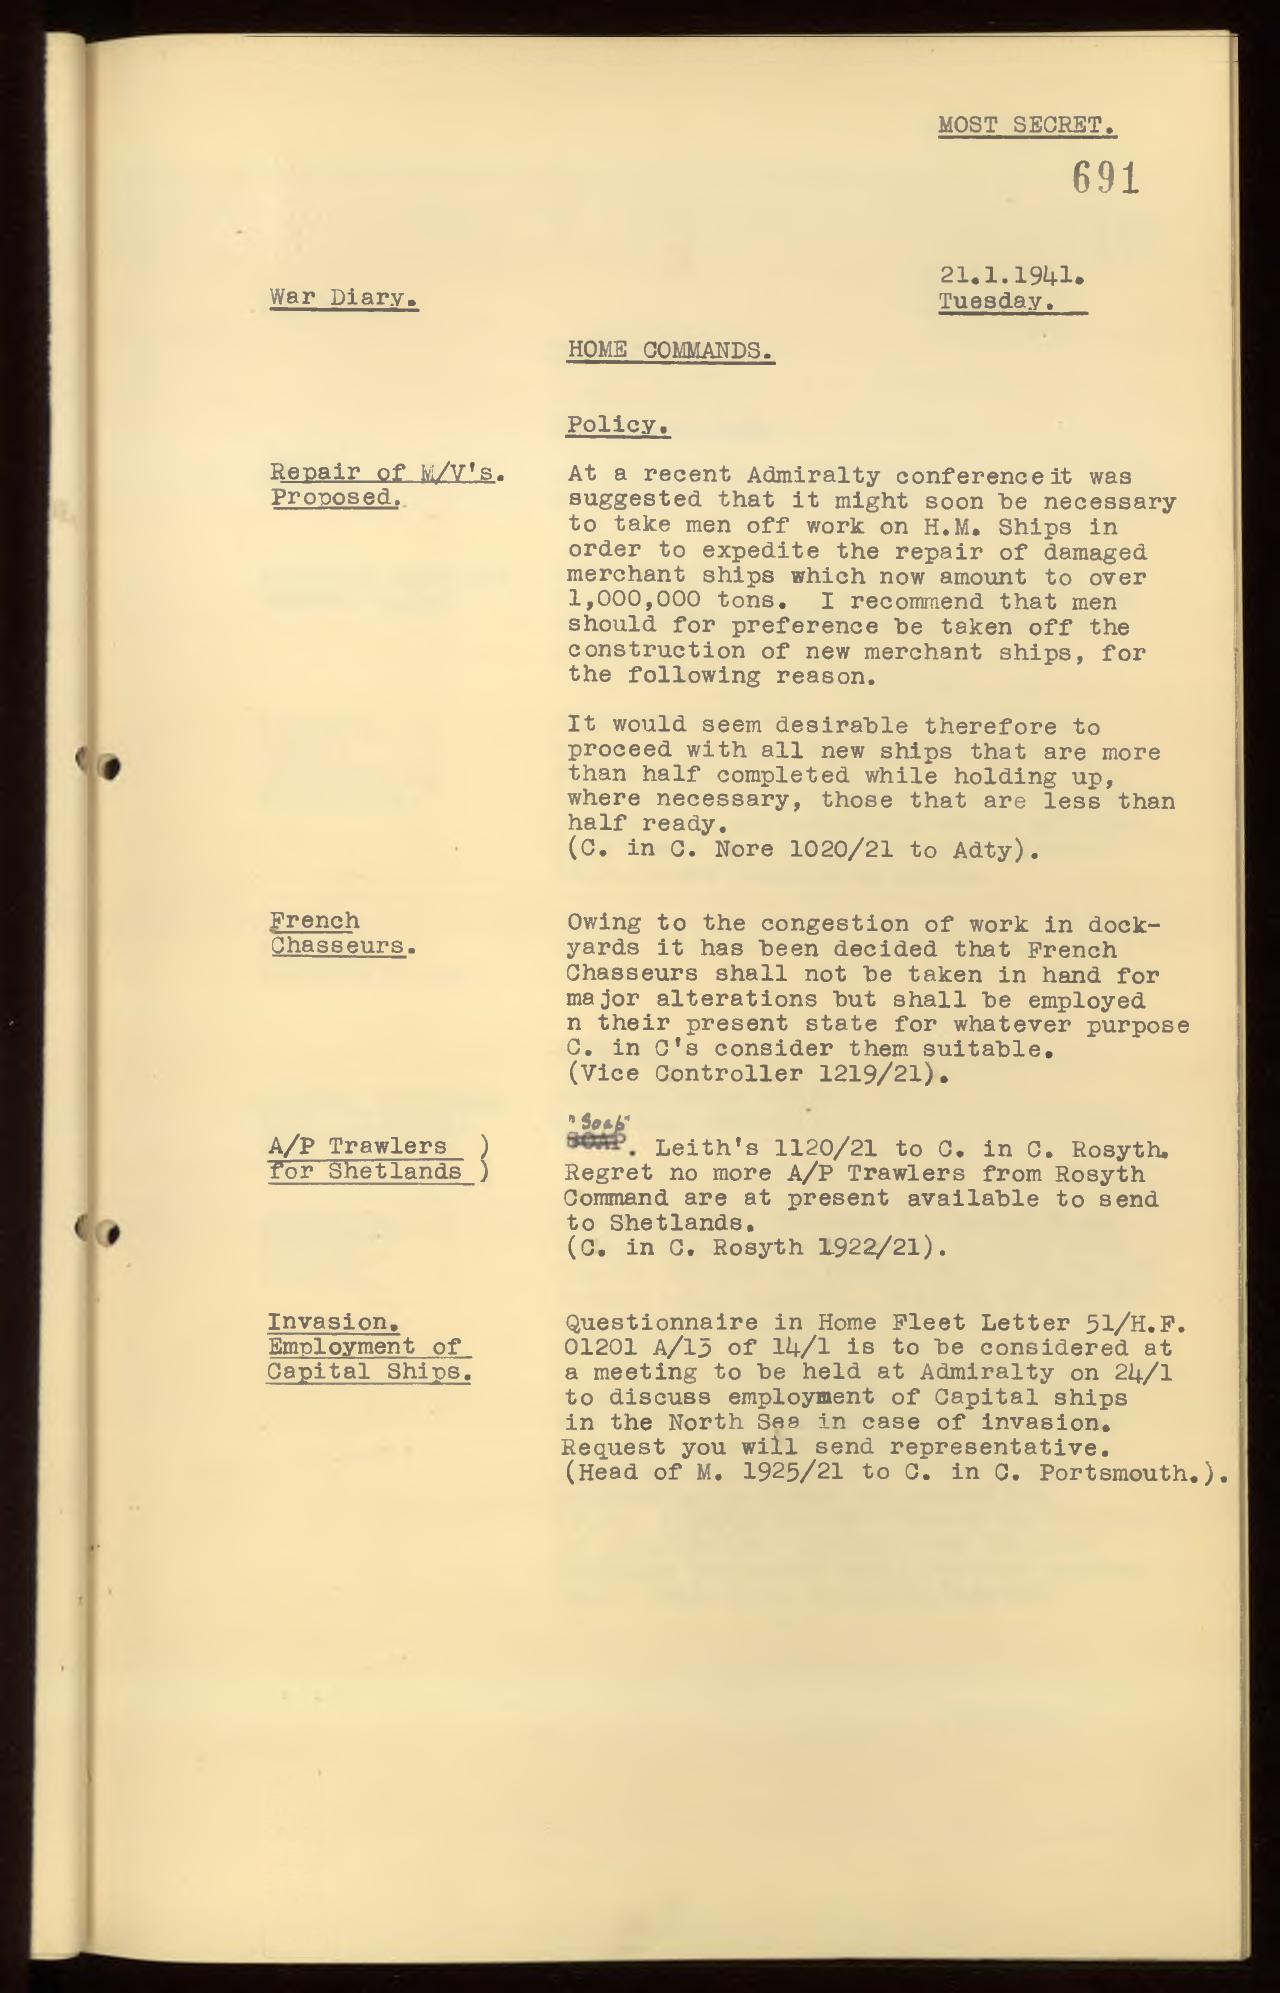 MOST SECRET.
691
21.1.1941.
War Diary.
Tuesday.
HOME COMMANDS.
Policy.
Repair of M/V's.
Proposed.
At a recent Admiralty conference it was
suggested that it might soon be necessary
to take men off work on H.M. Ships in
order to expedite the repair of damaged
merchant ships which now amount to over
1,000,000 tons. I recommend that men
should for preference be taken off the
construction of new merchant ships, for
the following reason.
It would seem desirable therefore to
proceed with all new ships that are more
than half completed while holding up,
where necessary, those that are less than
half ready.
(C. in C. Nore 1020/21 to Adty).
French
Chasseurs.
Owing to the congestion of work in dock-
yards it has been decided that French
Chasseurs shall not be taken in hand for
major alterations but shall be employed
n their present state for whatever purpose
C. in C's consider them suitable.
(Vice Controller 1219/21).
A/P Trawlers )
for Shetlands )
"Soab"
SOAP. Leith's 1120/21 to C. in C. Rosyth.
Regret no more A/P Trawlers from Rosyth
Command are at present available to send
to Shetlands.
(C. in C. Rosyth 1922/21).
Invasion.
Employment of
Capital Ships.
Questionnaire in Home Fleet Letter 51/H.F.
01201 A/13 of 14/1 is to be considered at
a meeting to be held at Admiralty on 24/1
to discuss employment of Capital ships
in the North Sea in case of invasion.
Request you will send representative.
(Head of M. 1925/21 to C. in C. Portsmouth.).